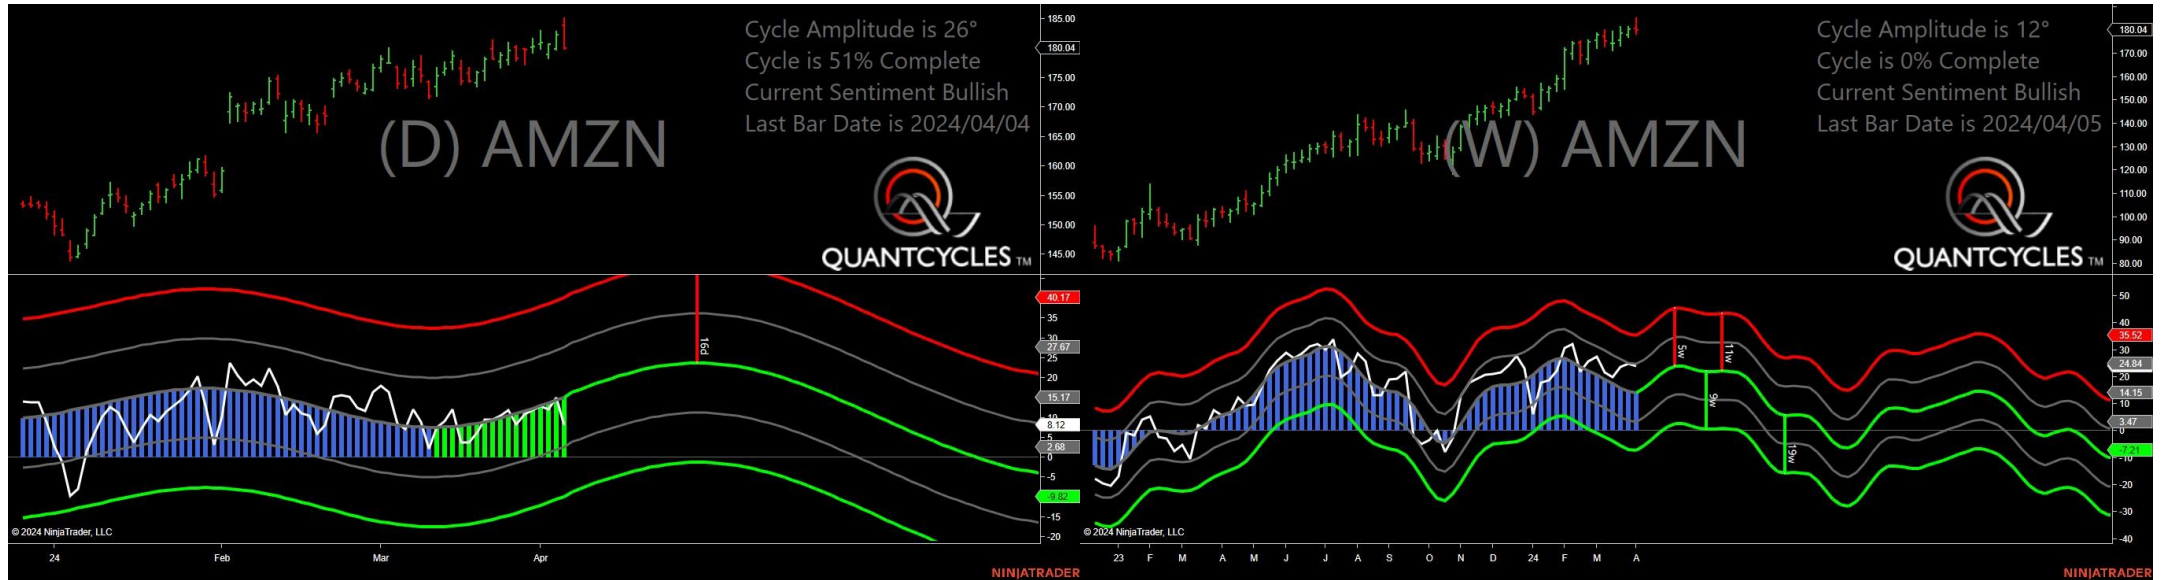 Cycle Amplitude is 26°
Cycle is 51% Complete
Current Sentiment Bullish
Last Bar Date is 2024/04/04
(D) AMZN
QUANTCYCLES TM
185.00
180.04
175.00
170.00
165.00
160.00
155.00
150.00
145.00
40.17
35
30
27.67
25
20
15.17
10
8.12
5
2.68
0
-5
-9.82
-15
-20
16d
© 2024 NinjaTrader, LLC
24 Feb Mar Apr
NINJATRADER
Cycle Amplitude is 12°
Cycle is 0% Complete
Current Sentiment Bullish
Last Bar Date is 2024/04/05
(W) AMZN
QUANTCYCLES TM
180.04
170.00
160.00
150.00
140.00
130.00
120.00
110.00
100.00
90.00
80.00
50
40
35.52
30
24.84
20
14.15
10
3.47
0
-7.21
-10
-20
-30
-40
5w
11w
9w
19w
© 2024 NinjaTrader, LLC
23 F M A M J J A S O N D 24 F M A
NINJATRADER